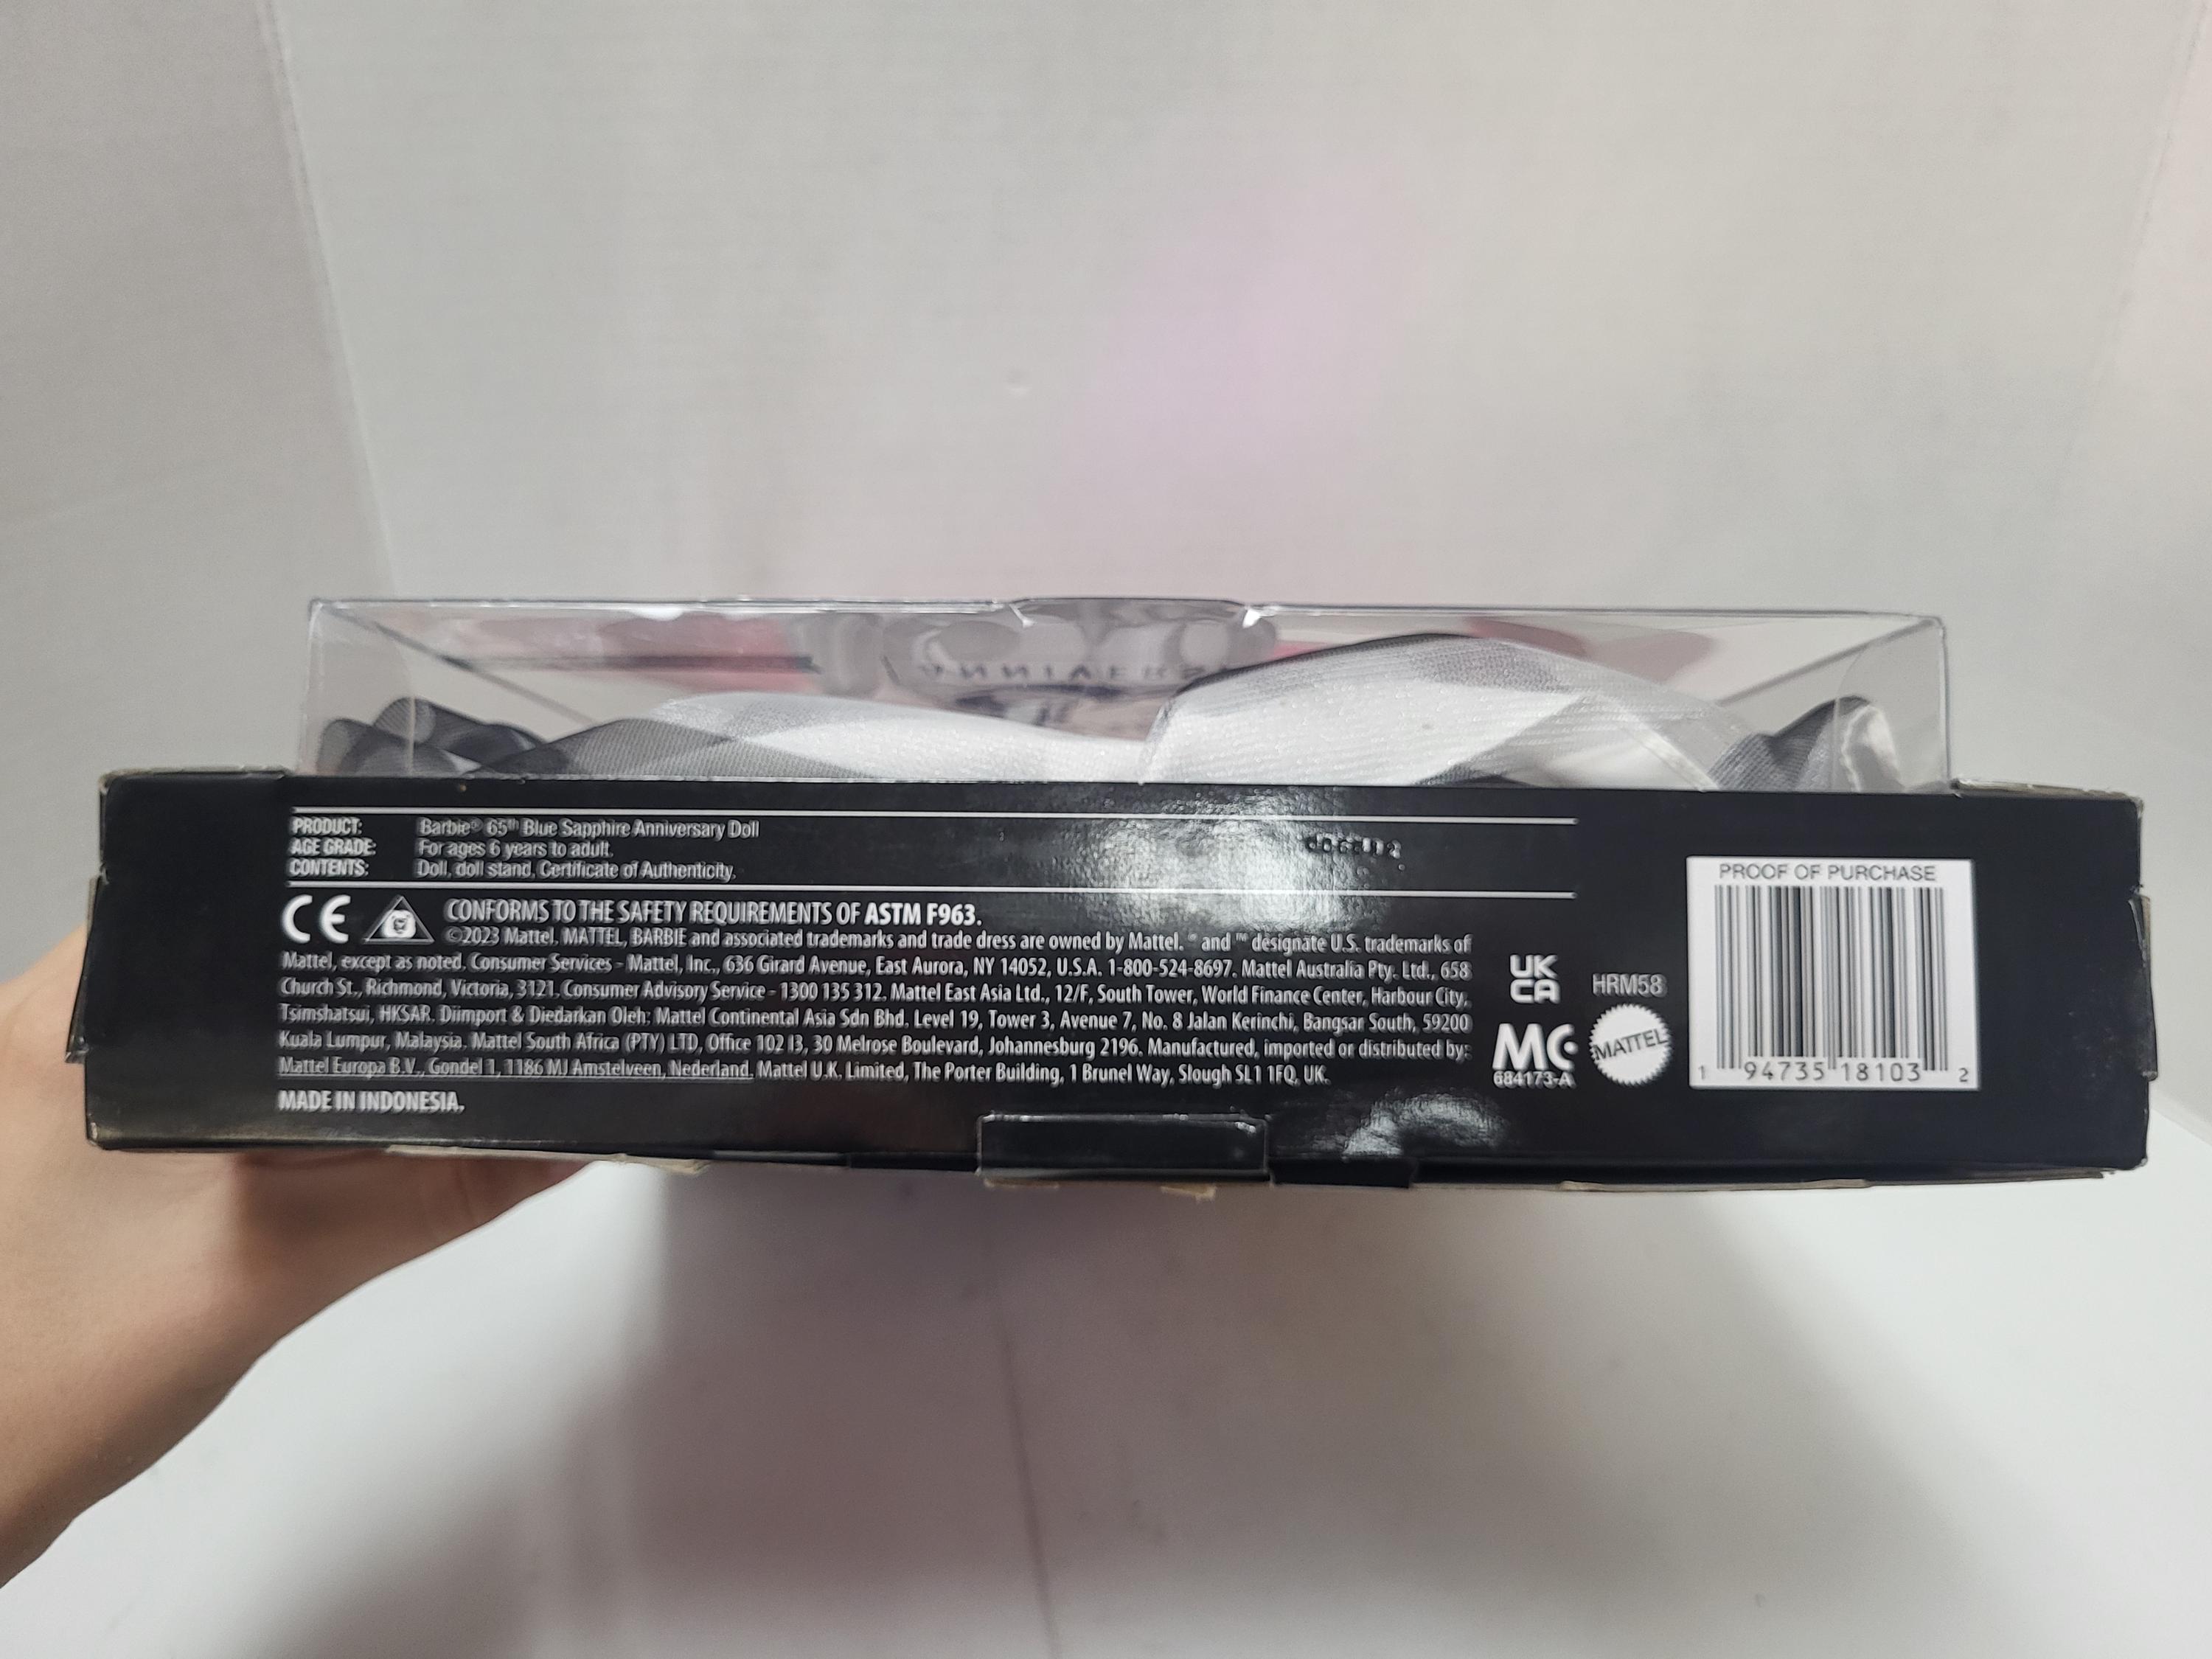 PRODUCT: Barbie® 65th Blue Sapphire Anniversary Doll
AGE GRADE: For ages 6 years to adult.
CONTENTS: Doll, doll stand, Certificate of Authenticity.
CE CONFORMS TO THE SAFETY REQUIREMENTS OF ASTM F963.
©2023 Mattel. MATTEL, BARBIE and associated trademarks and trade dress are owned by Mattel. ® and ™ designate U.S. trademarks of
Mattel, except as noted. Consumer Services - Mattel, Inc., 636 Girard Avenue, East Aurora, NY 14052, U.S.A. 1-800-524-8697. Mattel Australia Pty. Ltd., 658
Church St., Richmond, Victoria, 3121. Consumer Advisory Service - 1300 135 312. Mattel East Asia Ltd., 12/F, South Tower, World Finance Center, Harbour City,
Tsimshatsui, HKSAR. Diimport & Diedarkan Oleh: Mattel Continental Asia Sdn Bhd. Level 19, Tower 3, Avenue 7, No. 8 Jalan Kerinchi, Bangsar South, 59200
Kuala Lumpur, Malaysia. Mattel South Africa (PTY) LTD, Office 102 I3, 30 Melrose Boulevard, Johannesburg 2196. Manufactured, imported or distributed by:
Mattel Europa B.V., Gondel 1, 1186 MJ Amstelveen, Nederland. Mattel U.K. Limited, The Porter Building, 1 Brunel Way, Slough SL1 1FQ, UK.
MADE IN INDONESIA.
UK
CA
MC
684173-A
HRM58
MATTEL
PROOF OF PURCHASE
1 94735 18103 2